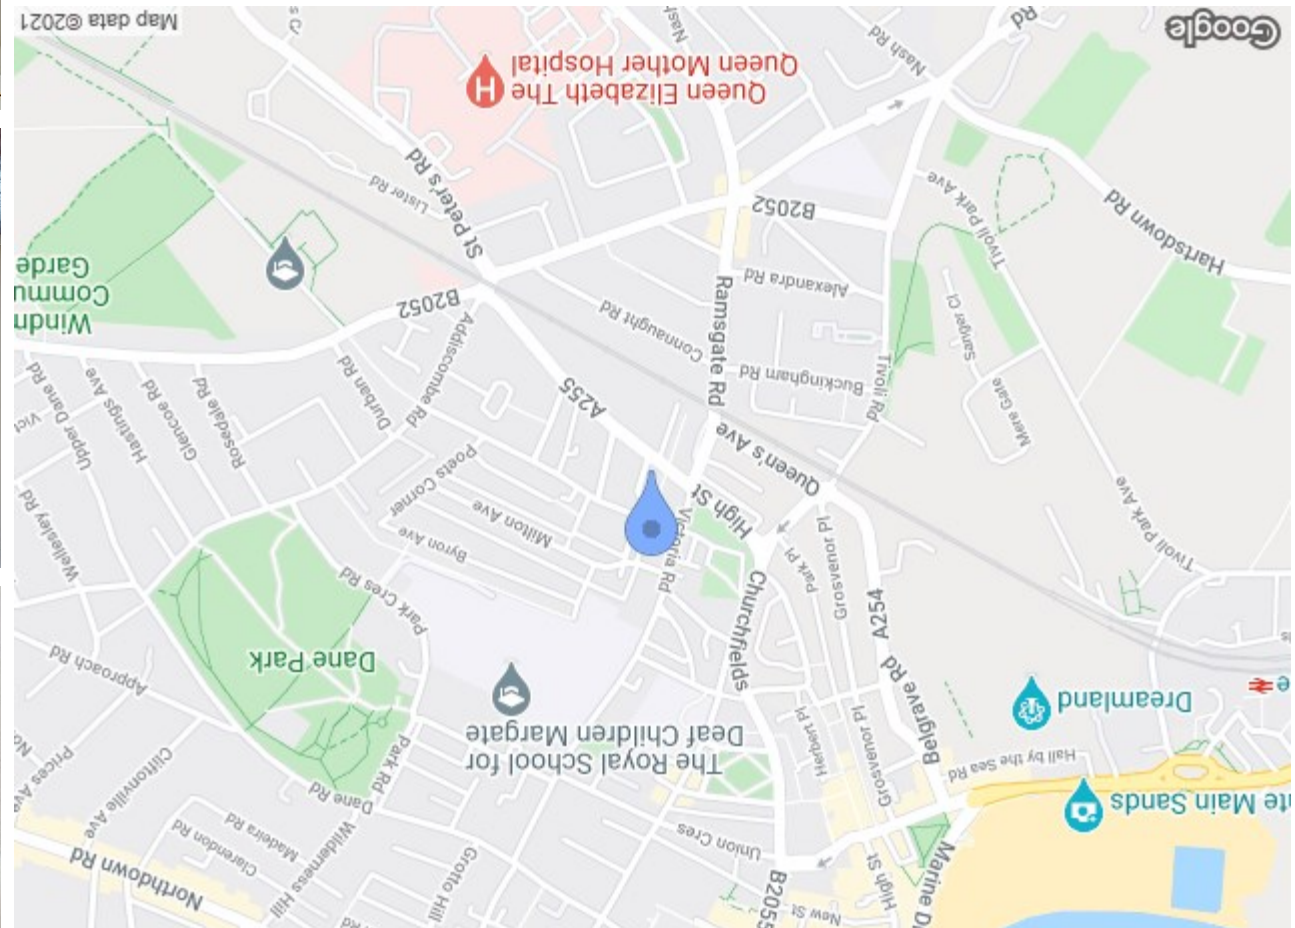 New St
B2055
Marine D
High St
Union Cres
Grotto Hill
Northdown Rd
Wilderness Hill
Madeira Rd
Clarendon Rd
te Main Sands
Hall by the Sea Rd
Grosvenor Pl
Herbert Pl
Belgrave Rd
Dane Rd
Park Rd
Cliftonville Ave
Prices Ave
No
The Royal School for
Deaf Children Margate
Dreamland
e
ls
Dane Park
Approach Rd
Churchfields
A254
Park Cres Rd
Wellesley Rd
Grosvenor Pl
Park Pl
Victoria Rd
Byron Ave
Milton Ave
Poets Corner
Tivoli Park Ave
High St
Queen's Ave
Rosedale Rd
Glencoe Rd
Hastings Ave
Upper Dane Rd
Vic
Mere Gate
Sanger Cl
Tivoli Rd
Buckingham Rd
Ramsgate Rd
A255
Addiscombe Rd
Durban Rd
Connaught Rd
Alexandra Rd
B2052
Windm
Commu
Garde
Hartsdown Rd
Tivoli Park Ave
B2052
St Peter's Rd
Lister Rd
Queen Elizabeth The
Queen Mother Hospital
H
Nash Rd
Nash
Rd
s C
Google
Map data ©2021